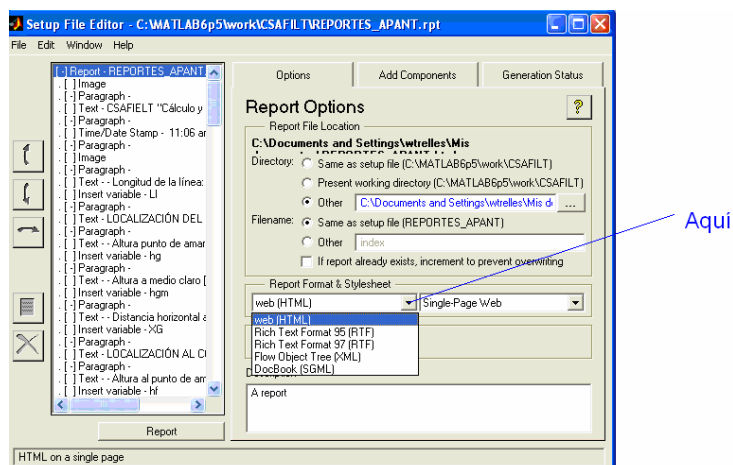 Setup File Editor - C:\MATLAB6p5\work\CSAFILT\REPORTES_APANT.rpt
File Edit Window Help
[-] Report - REPORTES_APANT.
[ ] Image
[-] Paragraph -
[ ] Text - CSAFIELT "Cálculo y
[-] Paragraph -
[ ] Time/Date Stamp - 11:06 ar
[-] Paragraph -
[ ] Image
[-] Paragraph -
[ ] Text - - Longitud de la línea:
[ ] Insert variable - Ll
[-] Paragraph -
[ ] Text - LOCALIZACIÓN DEL
[-] Paragraph -
[ ] Text - - Altura punto de amar
[ ] Insert variable - hg
[-] Paragraph -
[ ] Text - - Altura a medio claro [
[ ] Insert variable - hgm
[-] Paragraph -
[ ] Text - - Distancia horizontal a
[ ] Insert variable - XG
[-] Paragraph -
[ ] Text - LOCALIZACIÓN AL CI
[-] Paragraph -
[ ] Text - - Altura al punto de am
[ ] Insert variable - hf
Report
Options Add Components Generation Status
Report Options ?
Report File Location
C:\Documents and Settings\wtrelles\Mis
Directory: Same as setup file (C:\MATLAB6p5\work\CSAFILT)
Present working directory (C:\MATLAB6p5\work\CSAFILT)
Other C:\Documents and Settings\wtrelles\Mis do ...
Filename: Same as setup file (REPORTES_APANT)
Other index
If report already exists, increment to prevent overwriting
Report Format & Stylesheet
web (HTML) Single-Page Web
web (HTML)
Rich Text Format 95 (RTF)
Rich Text Format 97 (RTF)
Flow Object Tree (XML)
DocBook (SGML)
A report
Aquí
HTML on a single page